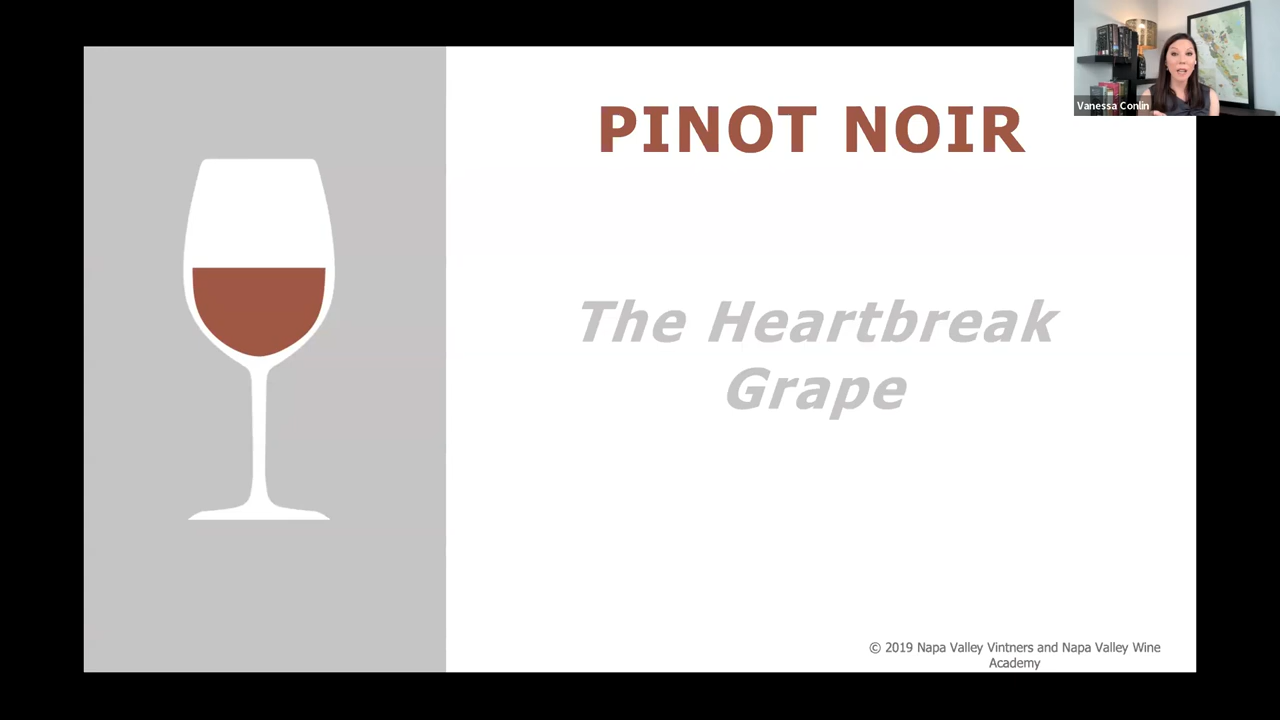 PINOT NOIR
Vanessa Conlin
The Heartbreak
Grape
© 2019 Napa Valley Vintners and Napa Valley Wine
Academy